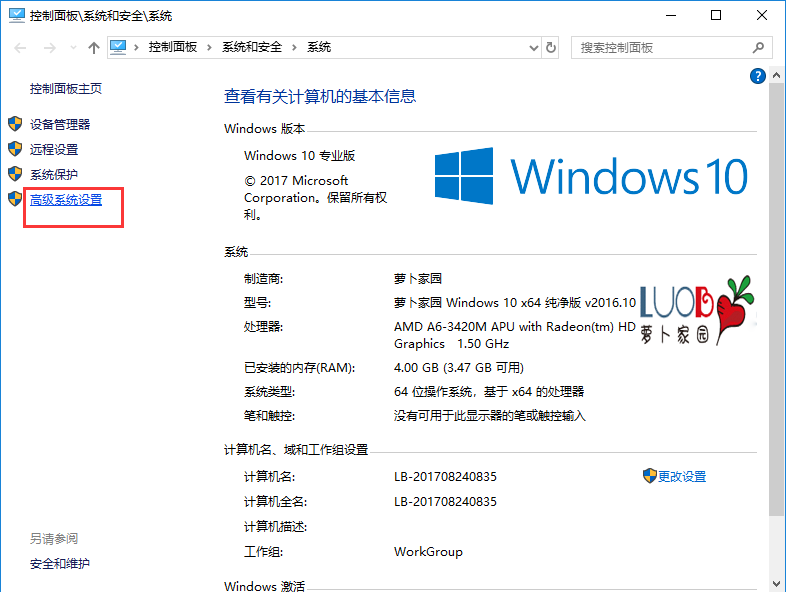 控制面板\系统和安全\系统
控制面板 › 系统和安全 › 系统
搜索控制面板
控制面板主页
设备管理器
远程设置
系统保护
高级系统设置
另请参阅
安全和维护
查看有关计算机的基本信息
Windows 版本
Windows 10 专业版
© 2017 Microsoft
Corporation。保留所有权
利。
Windows 10
系统
制造商: 萝卜家园
型号: 萝卜家园 Windows 10 x64 纯净版 v2016.10
处理器: AMD A6-3420M APU with Radeon(tm) HD
Graphics 1.50 GHz
已安装的内存(RAM): 4.00 GB (3.47 GB 可用)
系统类型: 64 位操作系统, 基于 x64 的处理器
笔和触控: 没有可用于此显示器的笔或触控输入
LUOB
萝卜家园
计算机名、域和工作组设置
计算机名: LB-201708240835
更改设置
计算机全名: LB-201708240835
计算机描述:
工作组: WorkGroup
Windows 激活